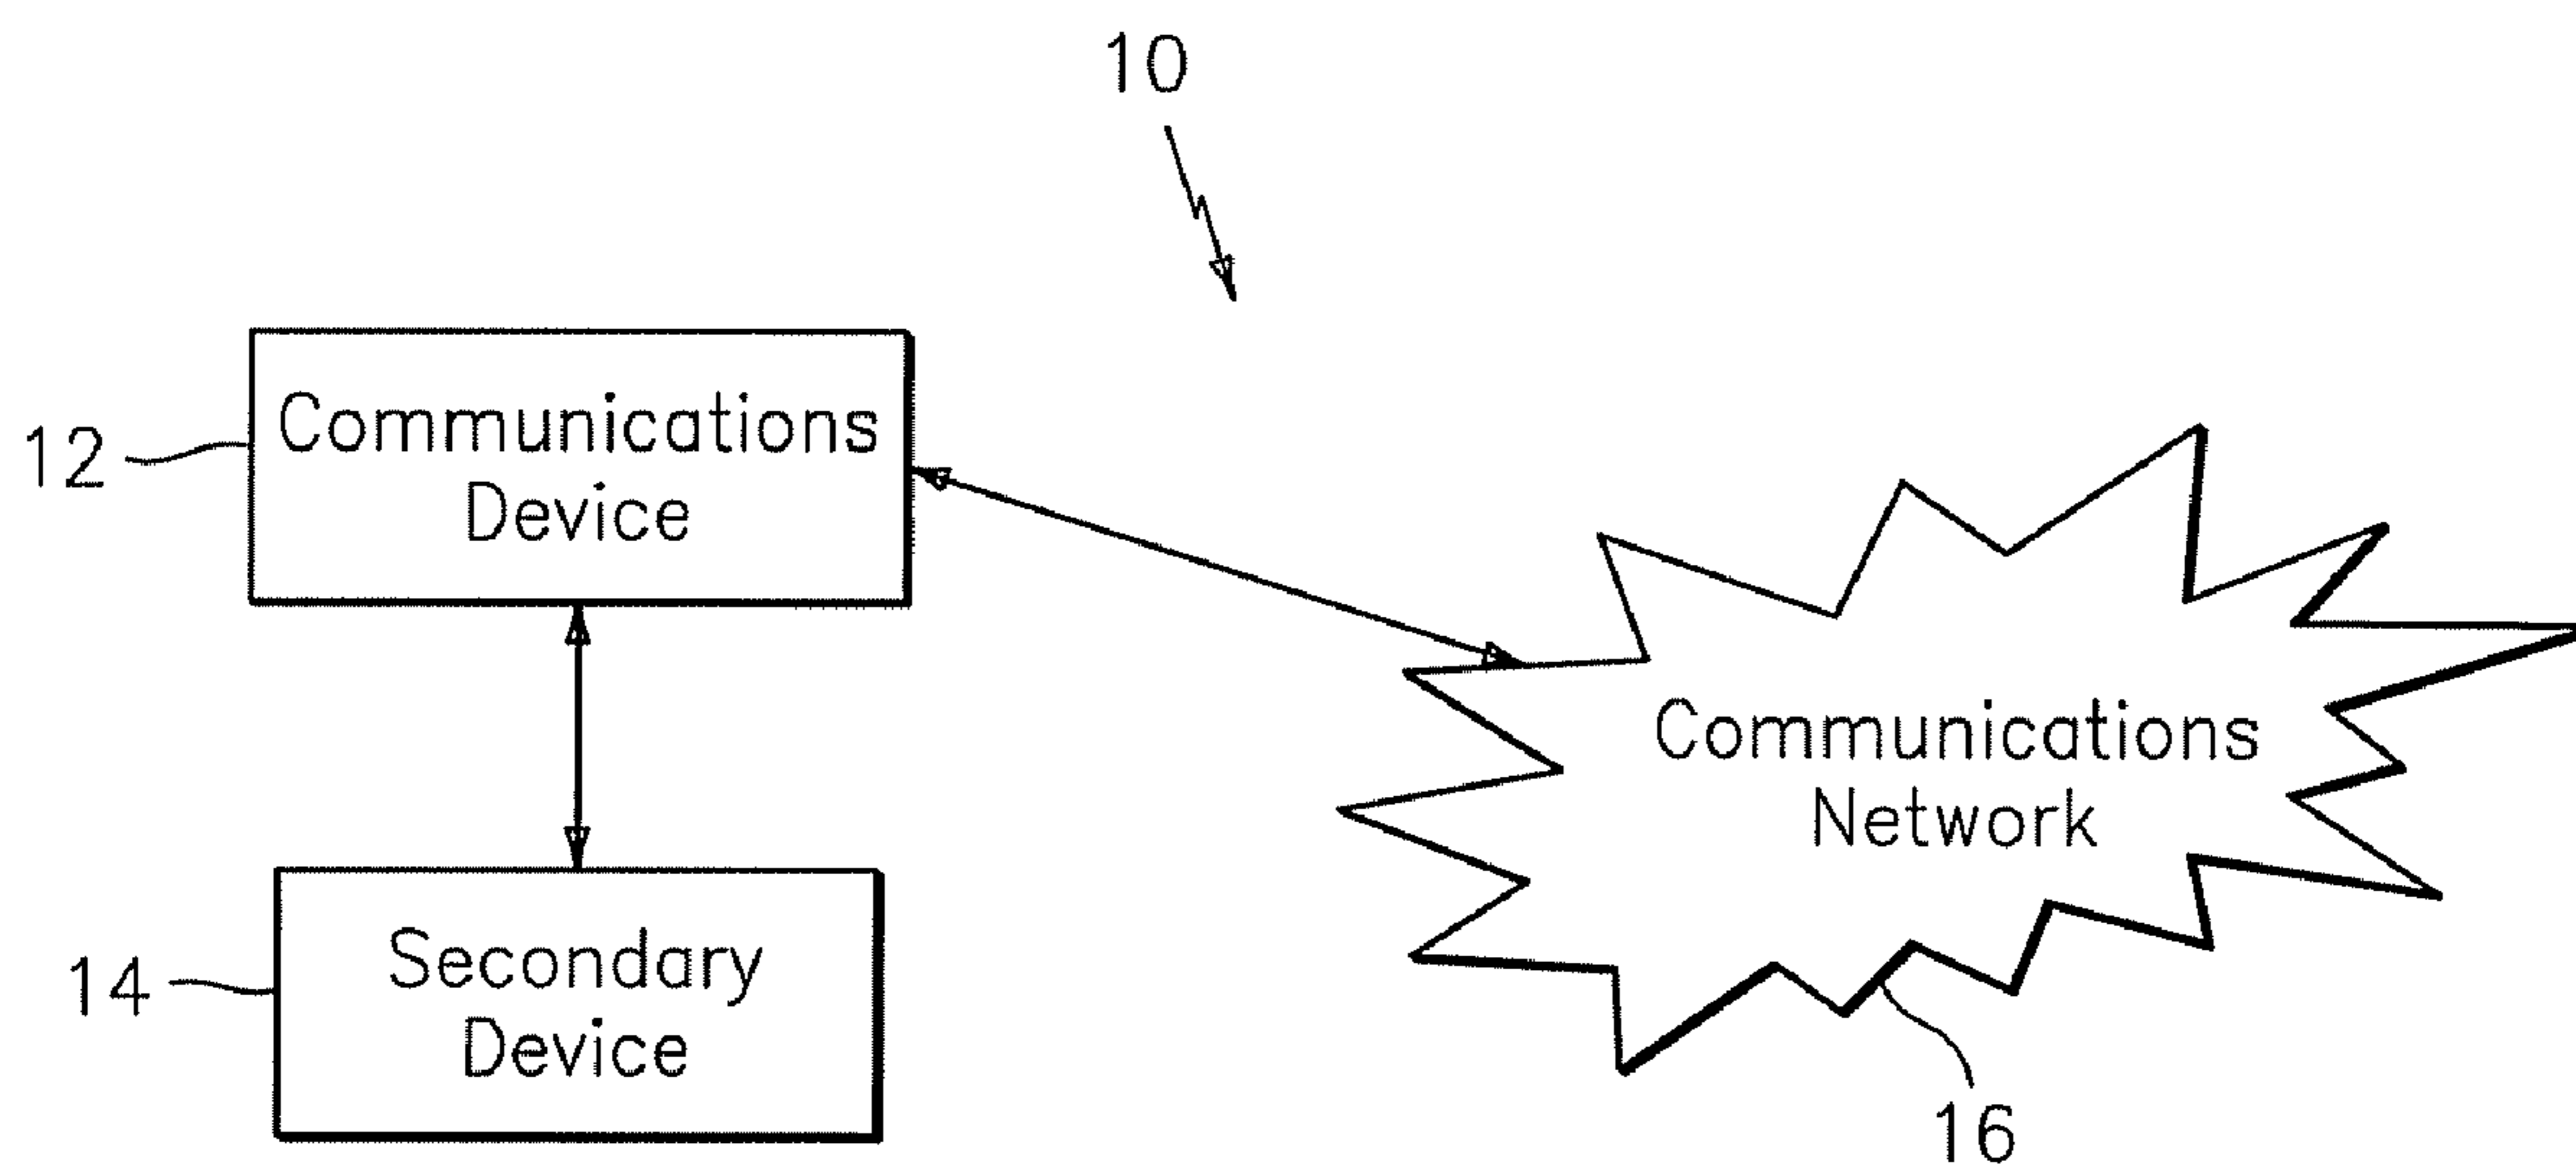 10
12
Communications
Device
Communications
Network
14
Secondary
Device
16